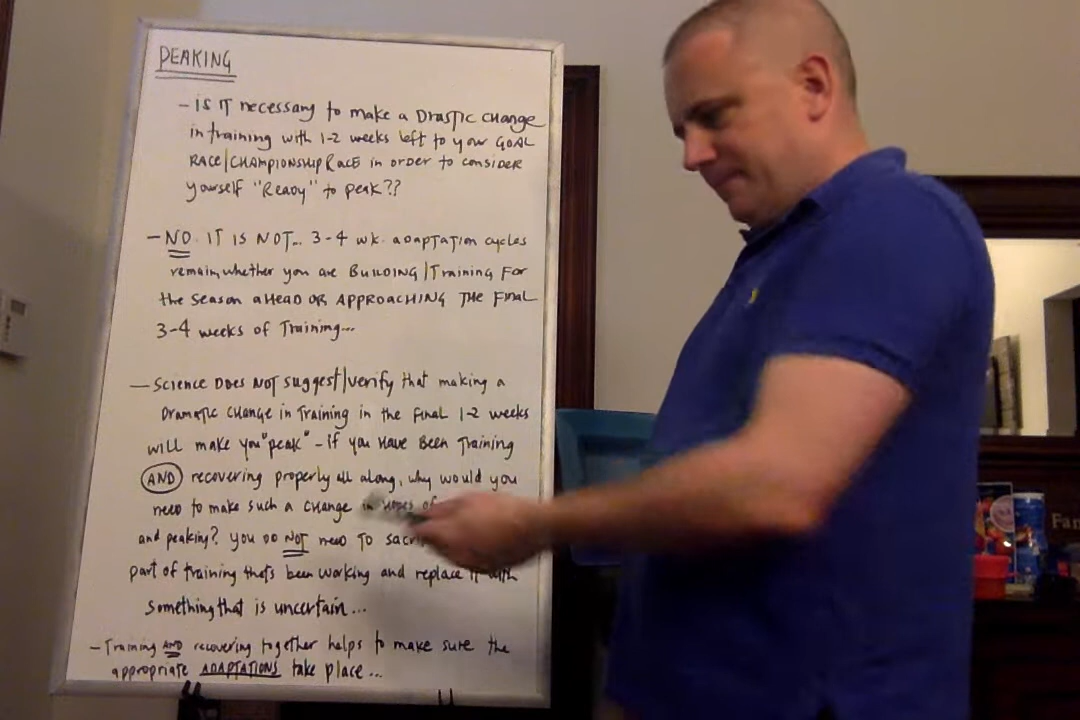 PEAKING
- IS IT necessary to make a DRASTIC CHANGE
in training with 1-2 weeks left to your GOAL
RACE/CHAMPIONSHIP RACE in order to consider
yourself "Ready" to peak??
- NO. IT IS NOT... 3-4 wk. adaptation cycles
remain, whether you are BUILDING/Training FOR
the season aHEAD OR APPROACHING THE FINAL
3-4 weeks of Training...
- Science DOES NOT suggest/verify that making a
DRAMATIC CHANGE in Training in the final 1-2 weeks
will make you "peak" - if you HAVE BEEN Training
AND recovering properly all along, why would you
need to make such a CHANGE in hopes of
and peaking? you DO NOT need TO
part of training that's been working and replace it with
something that is uncertain...
- Training AND recovering together helps to make sure the
appropriate ADAPTATIONS take place...
Fan